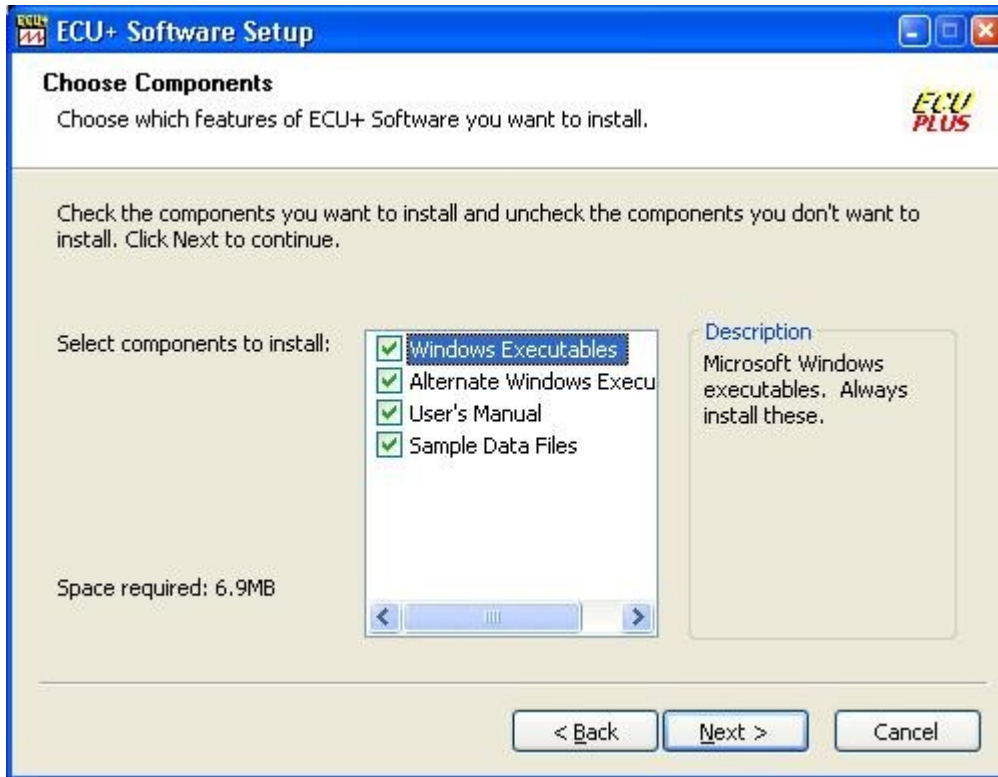 ECU+
ECU+ Software Setup
Choose Components
Choose which features of ECU+ Software you want to install.
ECU
PLUS
Check the components you want to install and uncheck the components you don't want to
install. Click Next to continue.
Select components to install:
Windows Executables
Alternate Windows Execu
User's Manual
Sample Data Files
Description
Microsoft Windows
executables. Always
install these.
Space required: 6.9MB
< Back
Next >
Cancel